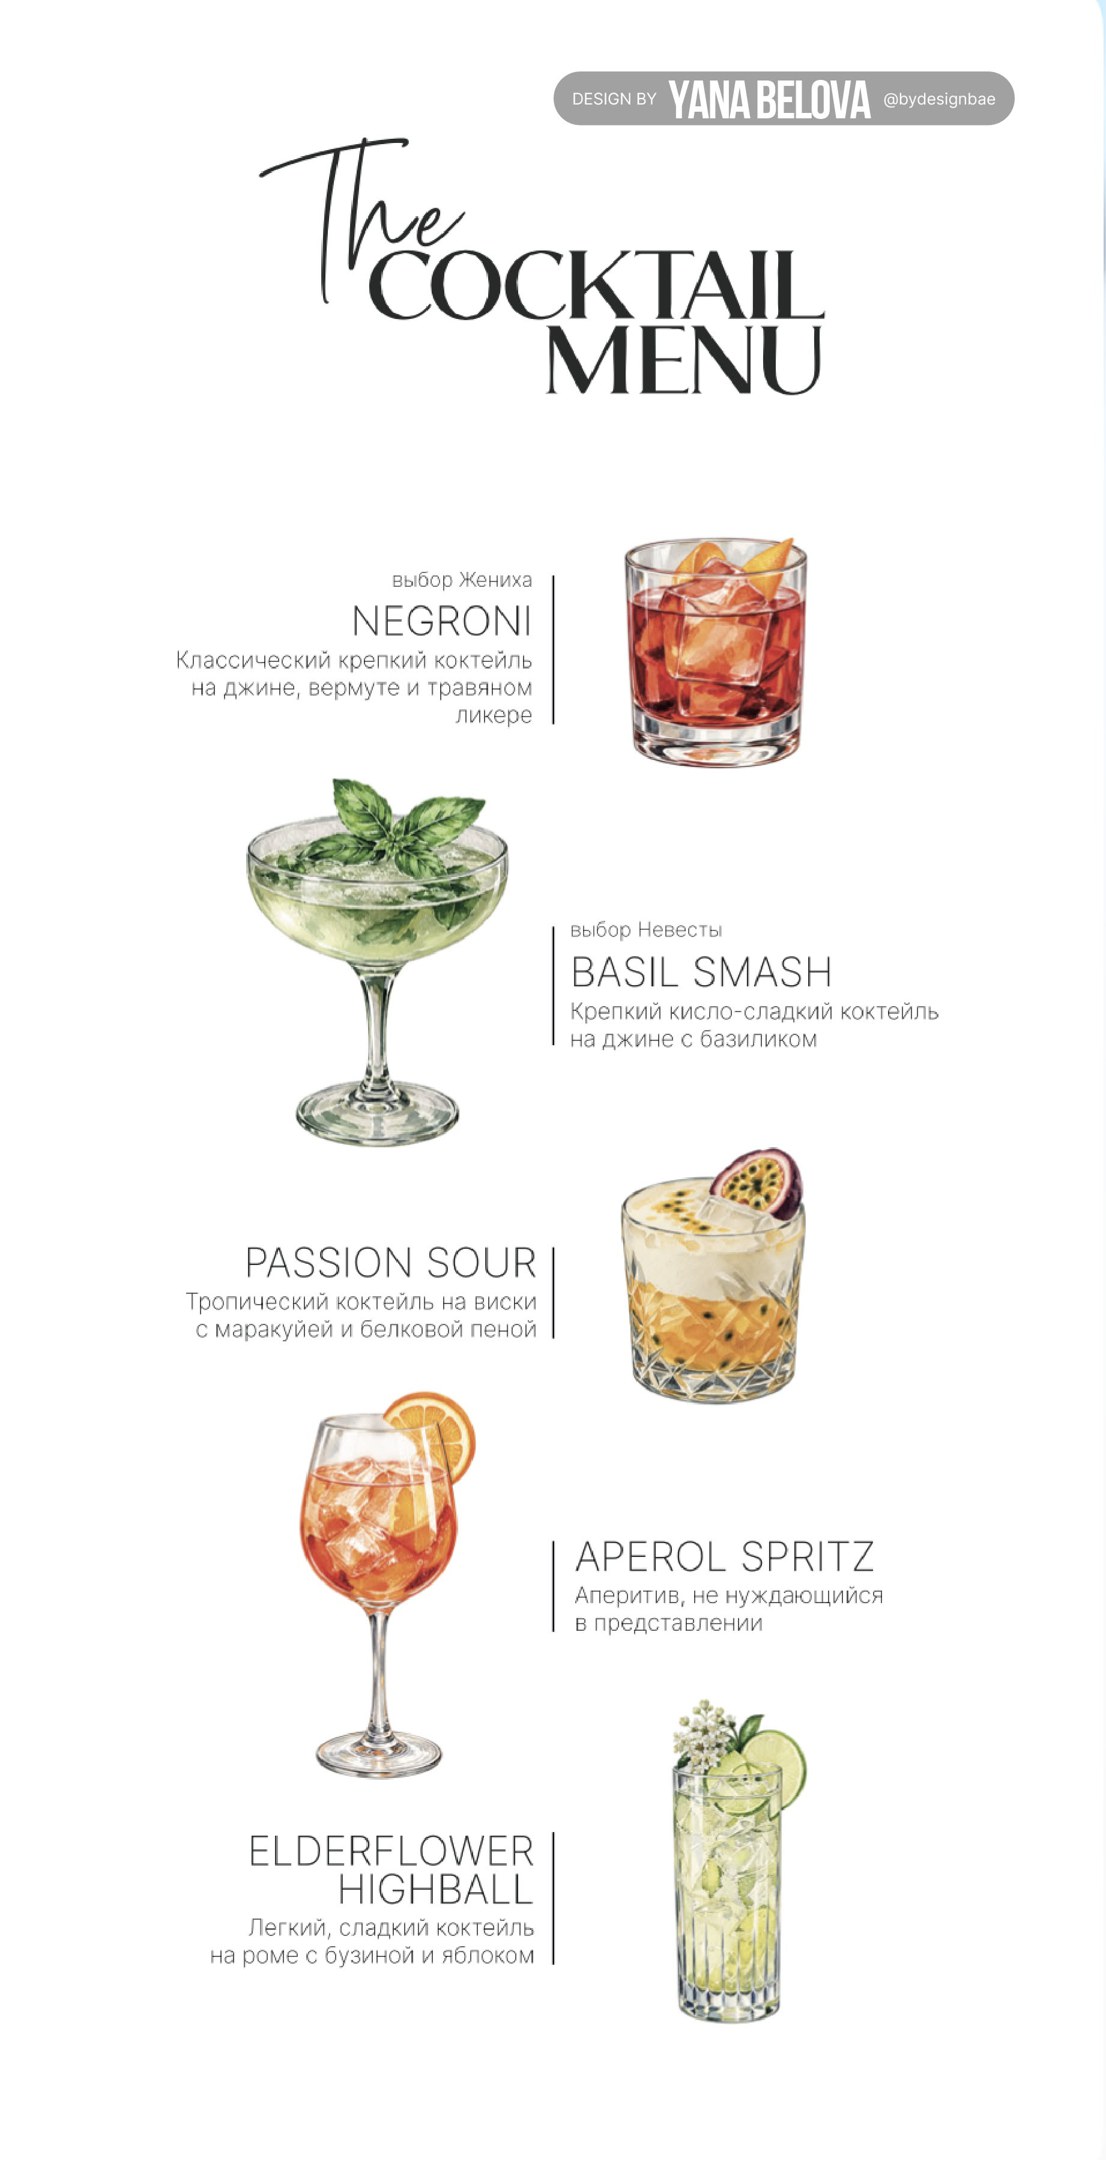 DESIGN BY YANA BELOVA @bydesignbae
The
COCKTAIL
MENU
выбор Жениха
NEGRONI
Классический крепкий коктейль
на джине, вермуте и травяном
ликере
выбор Невесты
BASIL SMASH
Крепкий кисло-сладкий коктейль
на джине с базиликом
PASSION SOUR
Тропический коктейль на виски
с маракуйей и белковой пеной
APEROL SPRITZ
Аперитив, не нуждающийся
в представлении
ELDERFLOWER
HIGHBALL
Легкий, сладкий коктейль
на роме с бузиной и яблоком